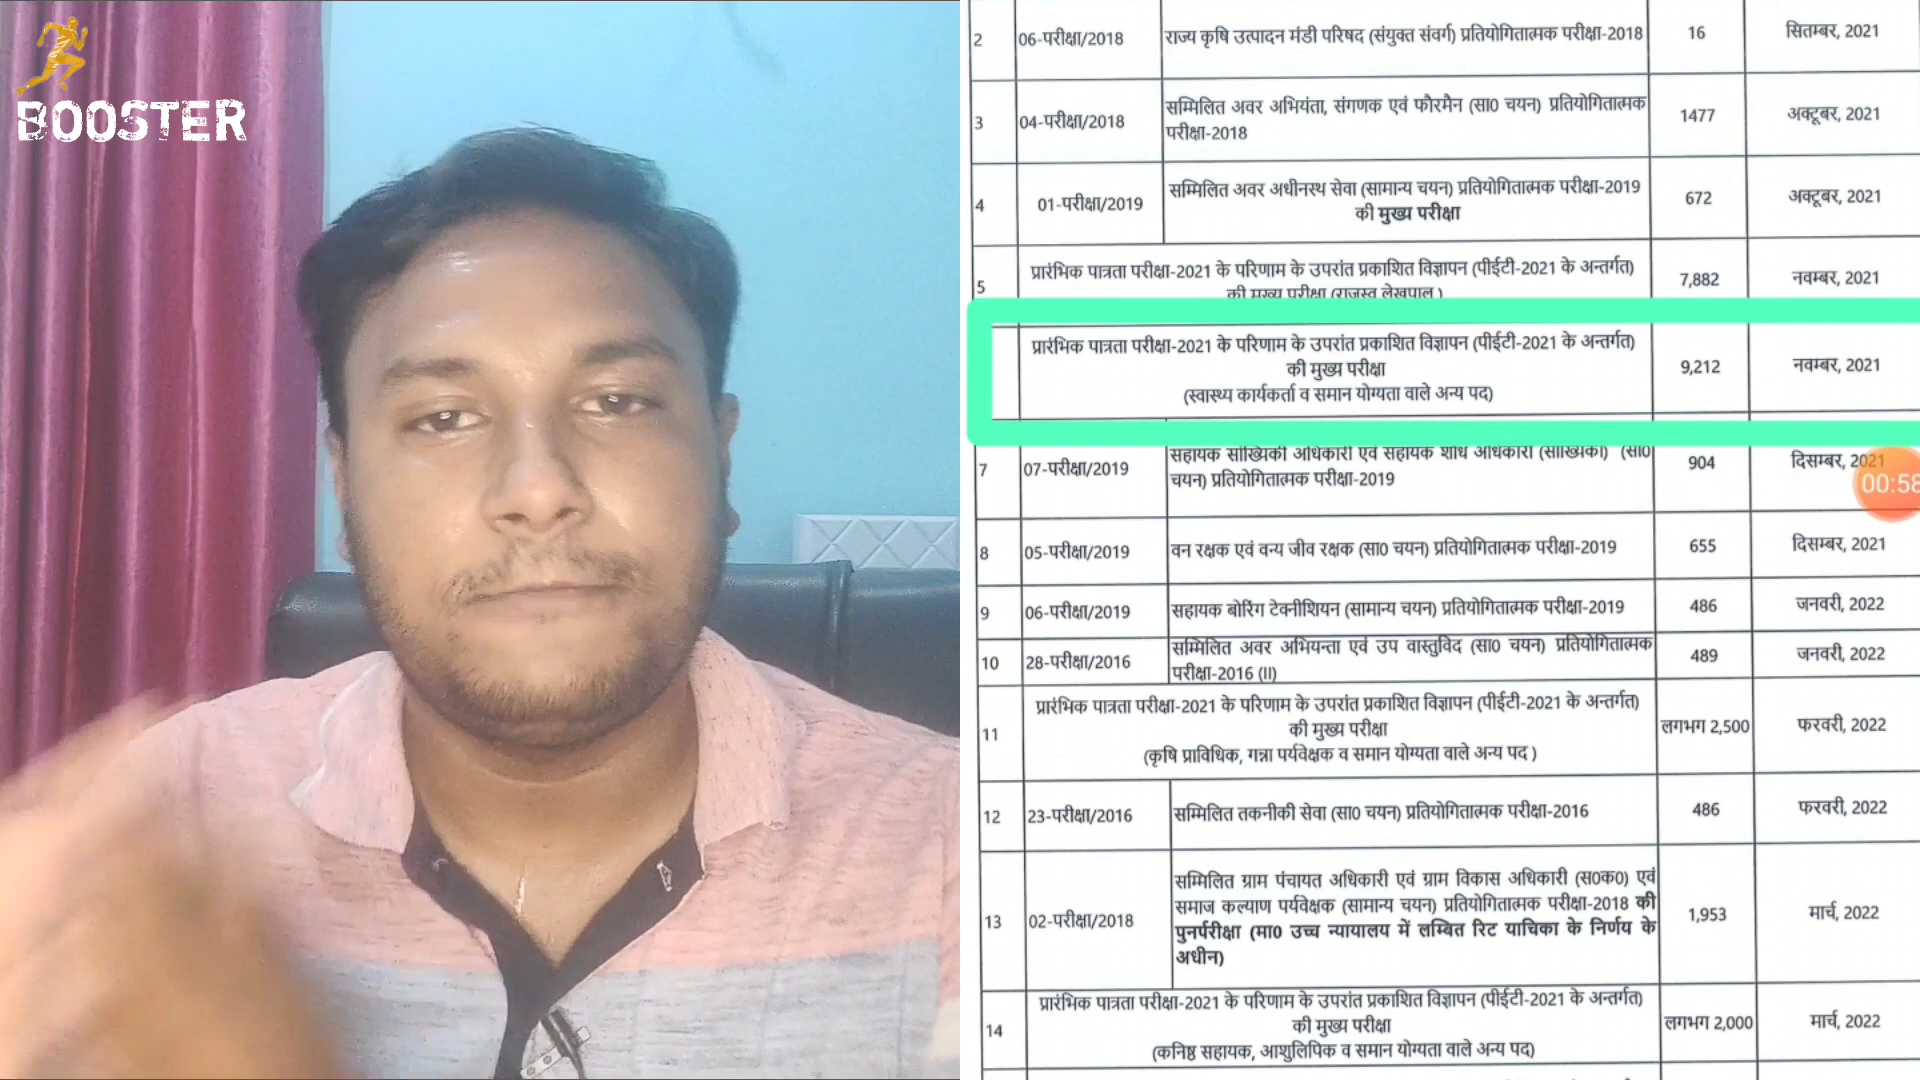 BOOSTER
2 06-परीक्षा/2018 राज्य कृषि उत्पादन मंडी परिषद (संयुक्त संवर्ग) प्रतियोगितात्मक परीक्षा-2018 16 सितम्बर, 2021
3 04-परीक्षा/2018 सम्मिलित अवर अभियंता, संगणक एवं फौरमैन (सा0 चयन) प्रतियोगितात्मक
परीक्षा-2018 1477 अक्टूबर, 2021
4 01-परीक्षा/2019 सम्मिलित अवर अधीनस्थ सेवा (सामान्य चयन) प्रतियोगितात्मक परीक्षा-2019
की मुख्य परीक्षा 672 अक्टूबर, 2021
5 प्रारंभिक पात्रता परीक्षा-2021 के परिणाम के उपरांत प्रकाशित विज्ञापन (पीईटी-2021 के अन्तर्गत)
की मुख्य परीक्षा (राजस्व लेखपाल ) 7,882 नवम्बर, 2021
प्रारंभिक पात्रता परीक्षा-2021 के परिणाम के उपरांत प्रकाशित विज्ञापन (पीईटी-2021 के अन्तर्गत)
की मुख्य परीक्षा 9,212 नवम्बर, 2021
(स्वास्थ्य कार्यकर्ता व समान योग्यता वाले अन्य पद)
7 07-परीक्षा/2019 सहायक सांख्यिकी अधिकारी एवं सहायक शोध अधिकारी (सांख्यिकी) (सा0
चयन) प्रतियोगितात्मक परीक्षा-2019 904 दिसम्बर, 2021
00:58
8 05-परीक्षा/2019 वन रक्षक एवं वन्य जीव रक्षक (सा0 चयन) प्रतियोगितात्मक परीक्षा-2019 655 दिसम्बर, 2021
9 06-परीक्षा/2019 सहायक बोरिंग टेक्नीशियन (सामान्य चयन) प्रतियोगितात्मक परीक्षा-2019 486 जनवरी, 2022
10 28-परीक्षा/2016 सम्मिलित अवर अभियन्ता एवं उप वास्तुविद (सा0 चयन) प्रतियोगितात्मक
परीक्षा-2016 (II) 489 जनवरी, 2022
11 प्रारंभिक पात्रता परीक्षा-2021 के परिणाम के उपरांत प्रकाशित विज्ञापन (पीईटी-2021 के अन्तर्गत)
की मुख्य परीक्षा लगभग 2,500 फरवरी, 2022
(कृषि प्राविधिक, गन्ना पर्यवेक्षक व समान योग्यता वाले अन्य पद )
12 23-परीक्षा/2016 सम्मिलित तकनीकी सेवा (सा0 चयन) प्रतियोगितात्मक परीक्षा-2016 486 फरवरी, 2022
13 02-परीक्षा/2018 सम्मिलित ग्राम पंचायत अधिकारी एवं ग्राम विकास अधिकारी (स0क0) एवं
समाज कल्याण पर्यवेक्षक (सामान्य चयन) प्रतियोगितात्मक परीक्षा-2018 की
पुनर्परीक्षा (मा0 उच्च न्यायालय में लम्बित रिट याचिका के निर्णय के
अधीन) 1,953 मार्च, 2022
14 प्रारंभिक पात्रता परीक्षा-2021 के परिणाम के उपरांत प्रकाशित विज्ञापन (पीईटी-2021 के अन्तर्गत)
की मुख्य परीक्षा लगभग 2,000 मार्च, 2022
(कनिष्ठ सहायक, आशुलिपिक व समान योग्यता वाले अन्य पद)